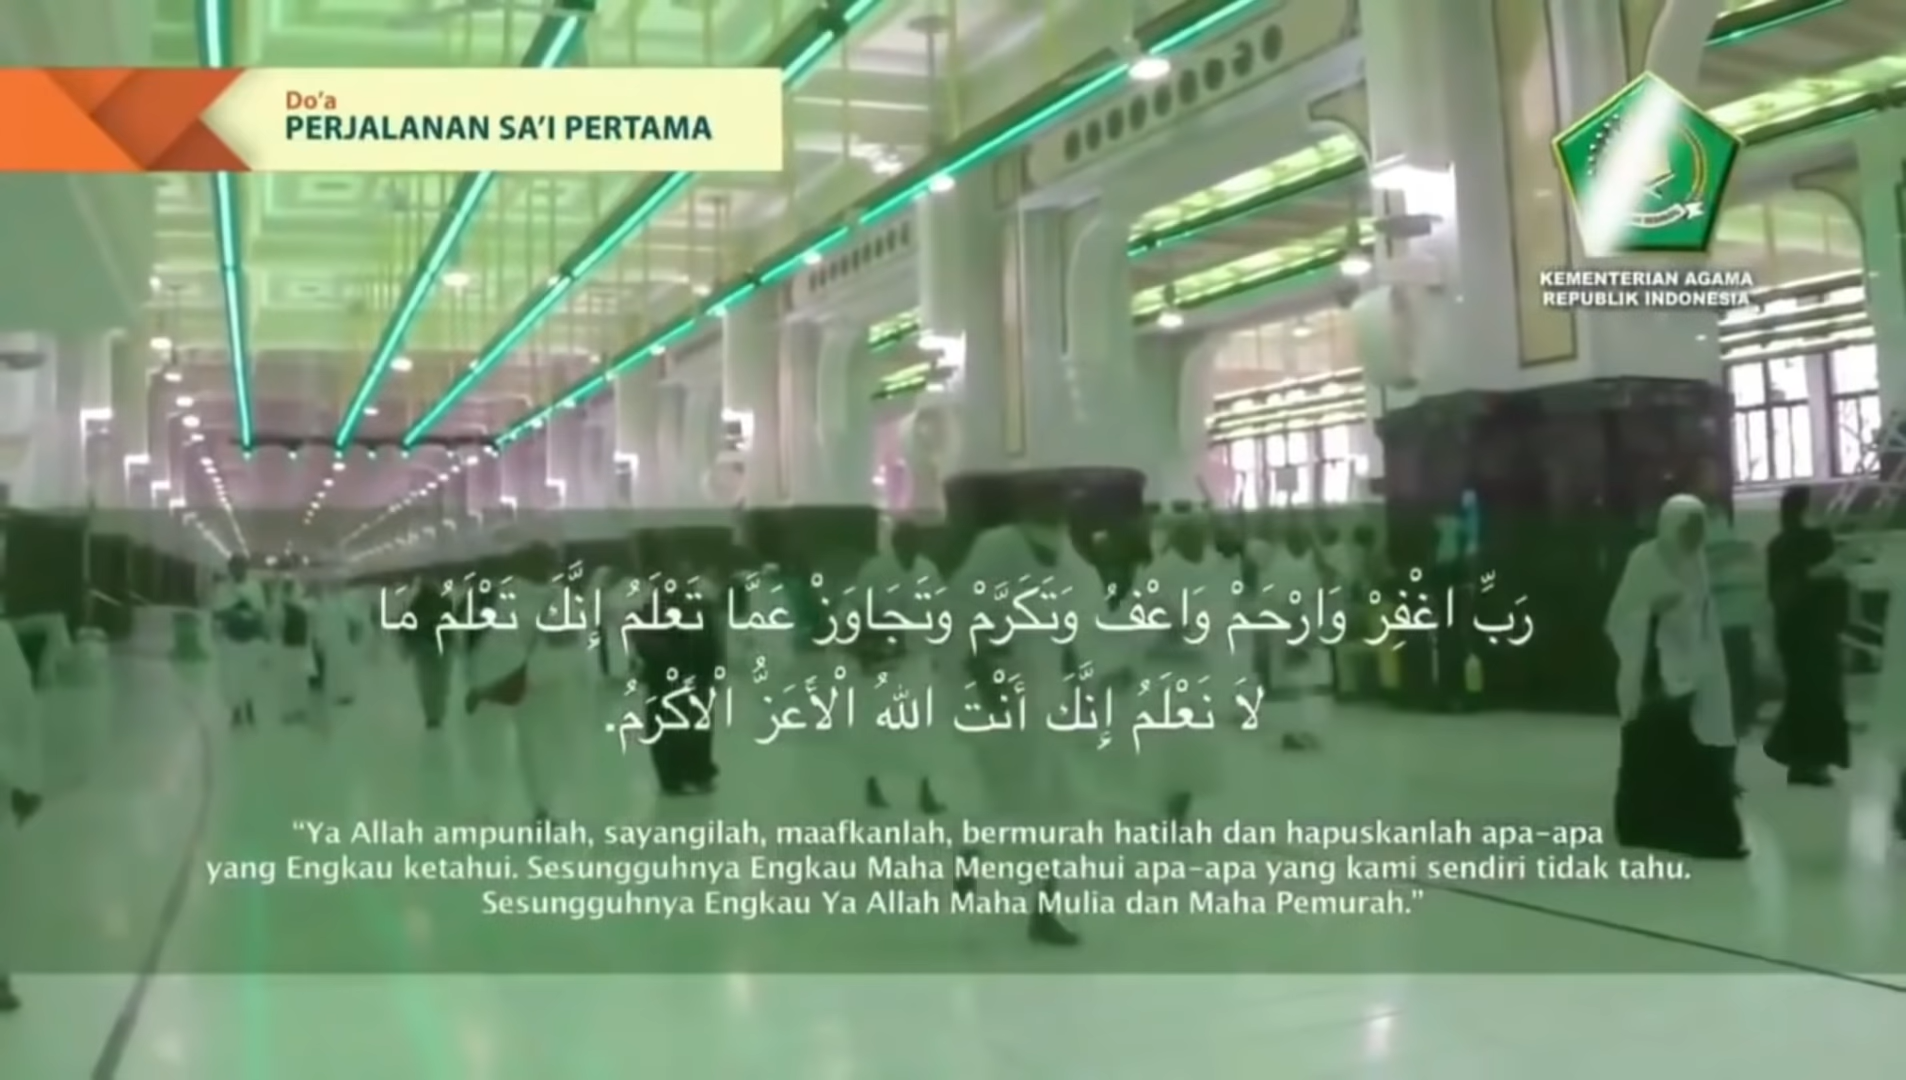 Do'a
PERJALANAN SA'I PERTAMA
KEMENTERIAN AGAMA
REPUBLIK INDONESIA
رَبِّ اغْفِرْ وَارْحَمْ وَاعْفُ وَتَكَرَّمْ وَتَجَاوَزْ عَمَّا تَعْلَمُ إِنَّكَ تَعْلَمُ مَا
لَا نَعْلَمُ إِنَّكَ أَنْتَ اللهُ الْأَعَزُّ الْأَكْرَمُ.
“Ya Allah ampunilah, sayangilah, maafkanlah, bermurah hatilah dan hapuskanlah apa-apa
yang Engkau ketahui. Sesungguhnya Engkau Maha Mengetahui apa-apa yang kami sendiri tidak tahu.
Sesungguhnya Engkau Ya Allah Maha Mulia dan Maha Pemurah.”